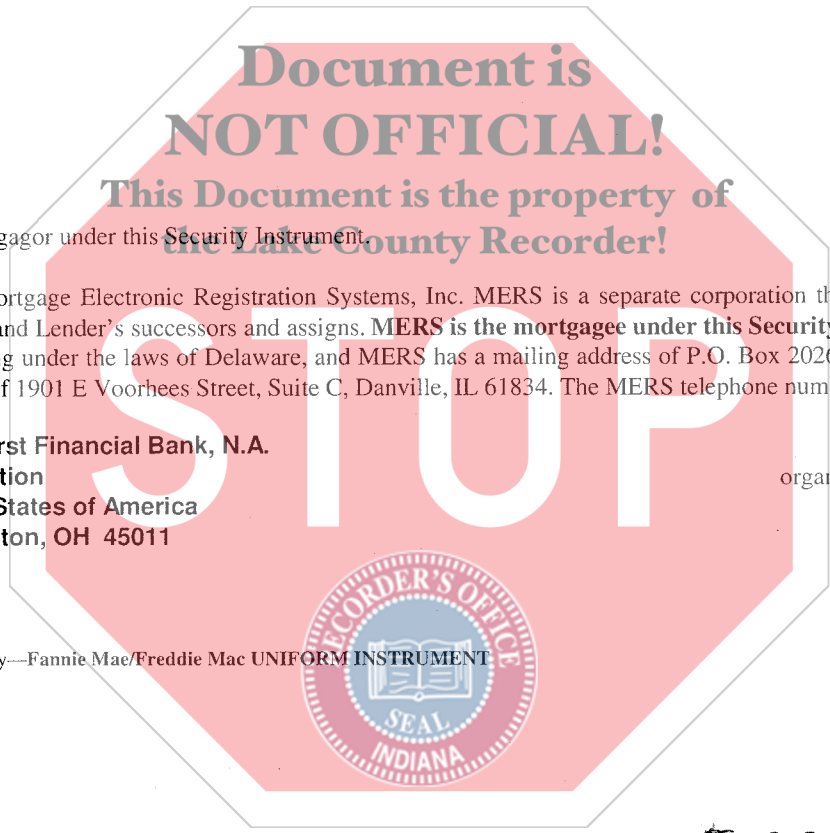 Document is
NOT OFFICIAL!
This Document is the property of
the Lake County Recorder!
gagor under this Security Instrument.
ortgage Electronic Registration Systems, Inc. MERS is a separate corporation th
and Lender's successors and assigns. MERS is the mortgagee under this Security
g under the laws of Delaware, and MERS has a mailing address of P.O. Box 2026
f 1901 E Voorhees Street, Suite C, Danville, IL 61834. The MERS telephone num
STOP
rst Financial Bank, N.A.
tion organ
States of America
ton, OH 45011
RECORDER'S OFFICE
SEAL
INDIANA
y—Fannie Mae/Freddie Mac UNIFORM INSTRUMENT